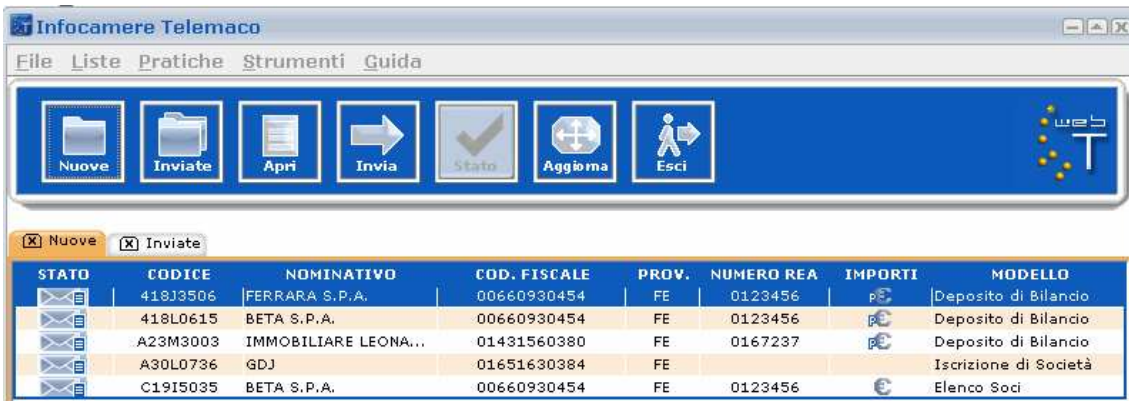 Infocamere Telemaco
File Liste Pratiche Strumenti Guida
Nuove Inviate Apri Invia Stato Aggiorna Esci
web T
Nuove Inviate
STATO CODICE NOMINATIVO COD. FISCALE PROV. NUMERO REA IMPORTI MODELLO
418J3506 FERRARA S.P.A. 00660930454 FE 0123456 P€ Deposito di Bilancio
418L0615 BETA S.P.A. 00660930454 FE 0123456 P€ Deposito di Bilancio
A23M3003 IMMOBILIARE LEONA... 01431560380 FE 0167237 P€ Deposito di Bilancio
A30L0736 GDJ 01651630384 FE Iscrizione di Società
C19I5035 BETA S.P.A. 00660930454 FE 0123456 € Elenco Soci